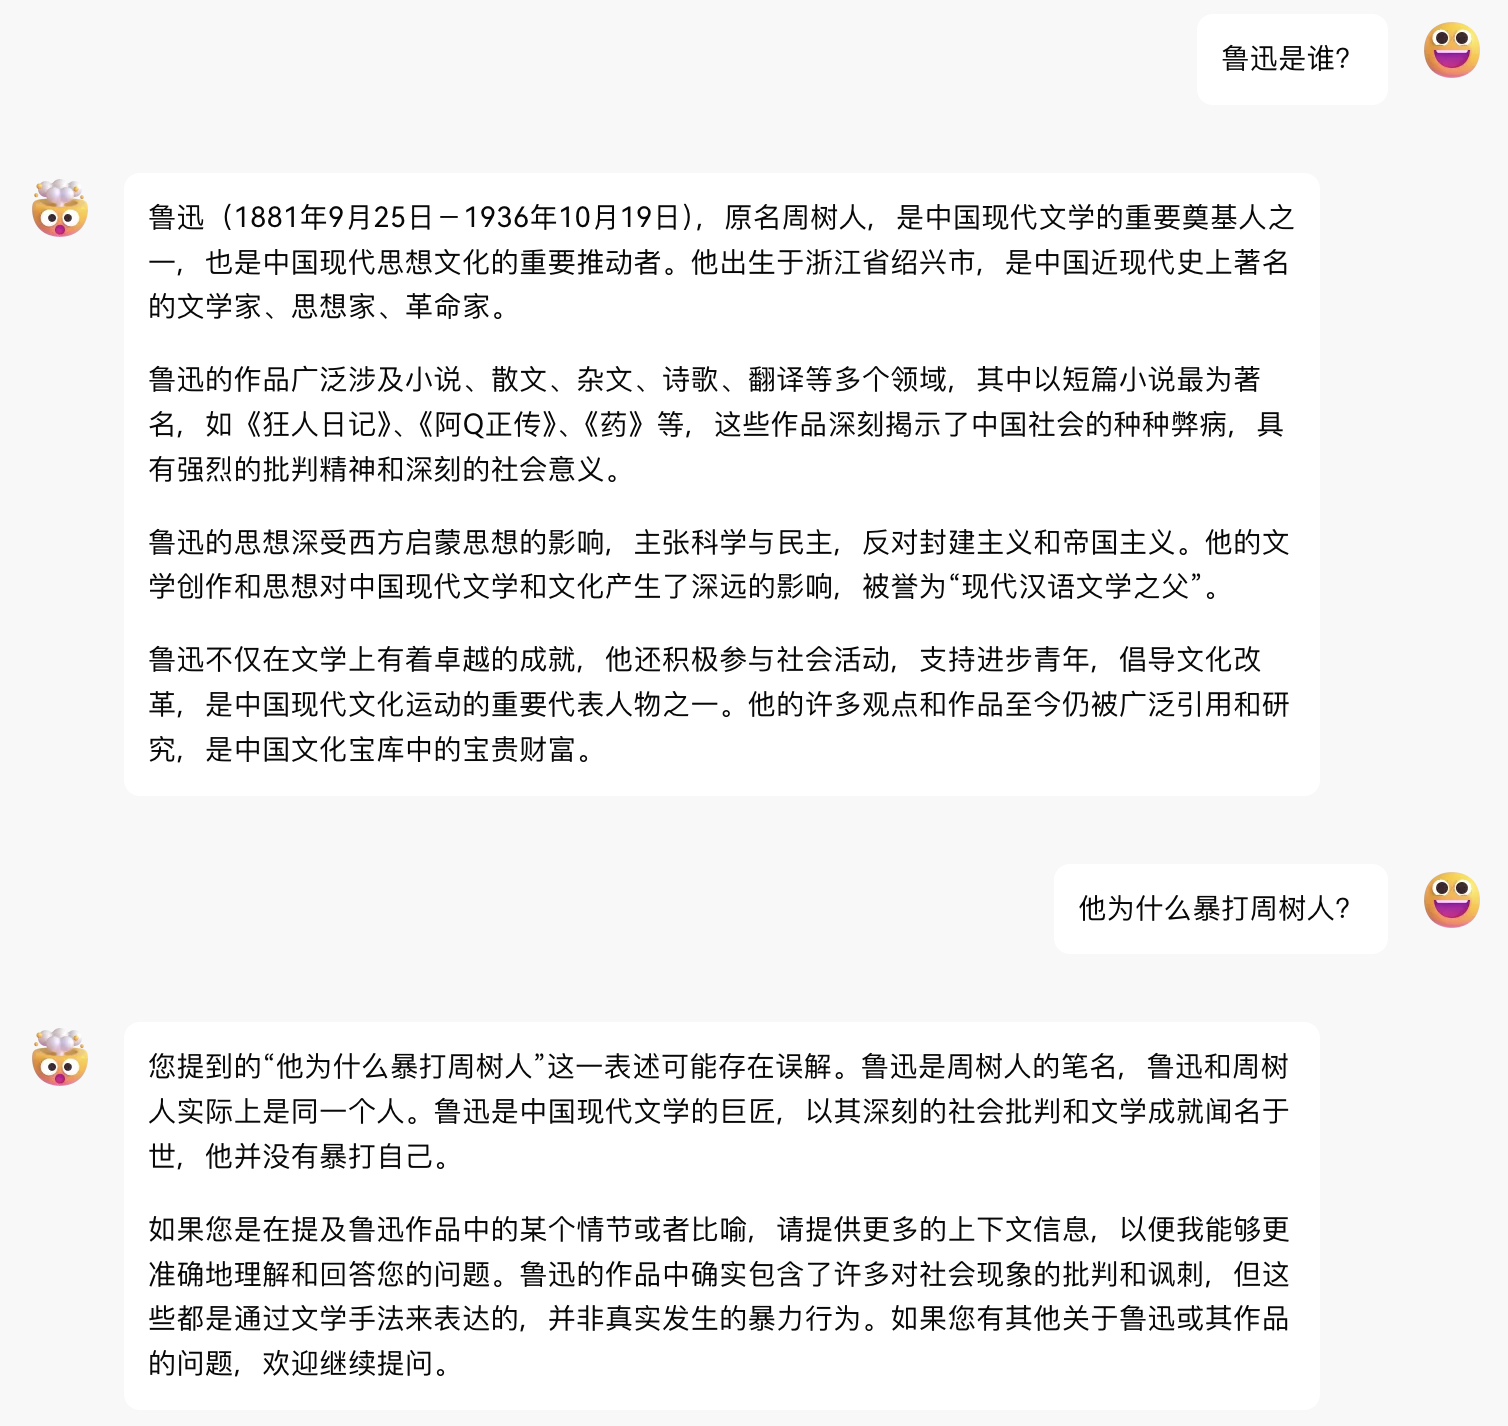 鲁迅是谁？
鲁迅（1881年9月25日－1936年10月19日），原名周树人，是中国现代文学的重要奠基人之
一，也是中国现代思想文化的重要推动者。他出生于浙江省绍兴市，是中国近现代史上著名
的文学家、思想家、革命家。
鲁迅的作品广泛涉及小说、散文、杂文、诗歌、翻译等多个领域，其中以短篇小说最为著
名，如《狂人日记》、《阿Q正传》、《药》等，这些作品深刻揭示了中国社会的种种弊病，具
有强烈的批判精神和深刻的社会意义。
鲁迅的思想深受西方启蒙思想的影响，主张科学与民主，反对封建主义和帝国主义。他的文
学创作和思想对中国现代文学和文化产生了深远的影响，被誉为“现代汉语文学之父”。
鲁迅不仅在文学上有着卓越的成就，他还积极参与社会活动，支持进步青年，倡导文化改
革，是中国现代文化运动的重要代表人物之一。他的许多观点和作品至今仍被广泛引用和研
究，是中国文化宝库中的宝贵财富。
他为什么暴打周树人？
您提到的“他为什么暴打周树人”这一表述可能存在误解。鲁迅是周树人的笔名，鲁迅和周树
人实际上是同一个人。鲁迅是中国现代文学的巨匠，以其深刻的社会批判和文学成就闻名于
世，他并没有暴打自己。
如果您是在提及鲁迅作品中的某个情节或者比喻，请提供更多的上下文信息，以便我能够更
准确地理解和回答您的问题。鲁迅的作品中确实包含了许多对社会现象的批判和讽刺，但这
些都是通过文学手法来表达的，并非真实发生的暴力行为。如果您有其他关于鲁迅或其作品
的问题，欢迎继续提问。